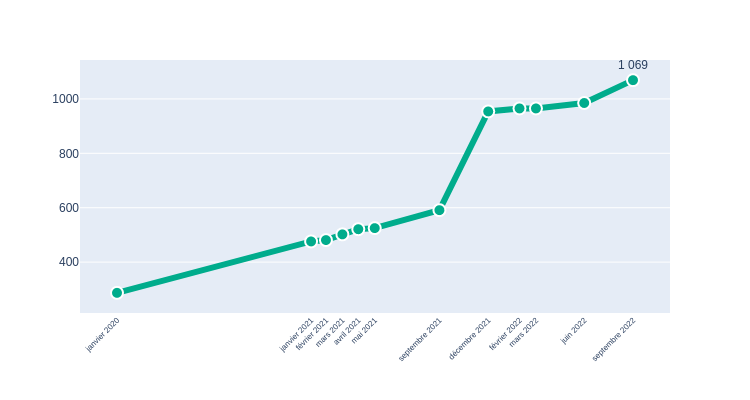 1 069
1000
800
600
400
janvier 2020
janvier 2021
février 2021
mars 2021
avril 2021
mai 2021
septembre 2021
décembre 2021
février 2022
mars 2022
juin 2022
septembre 2022